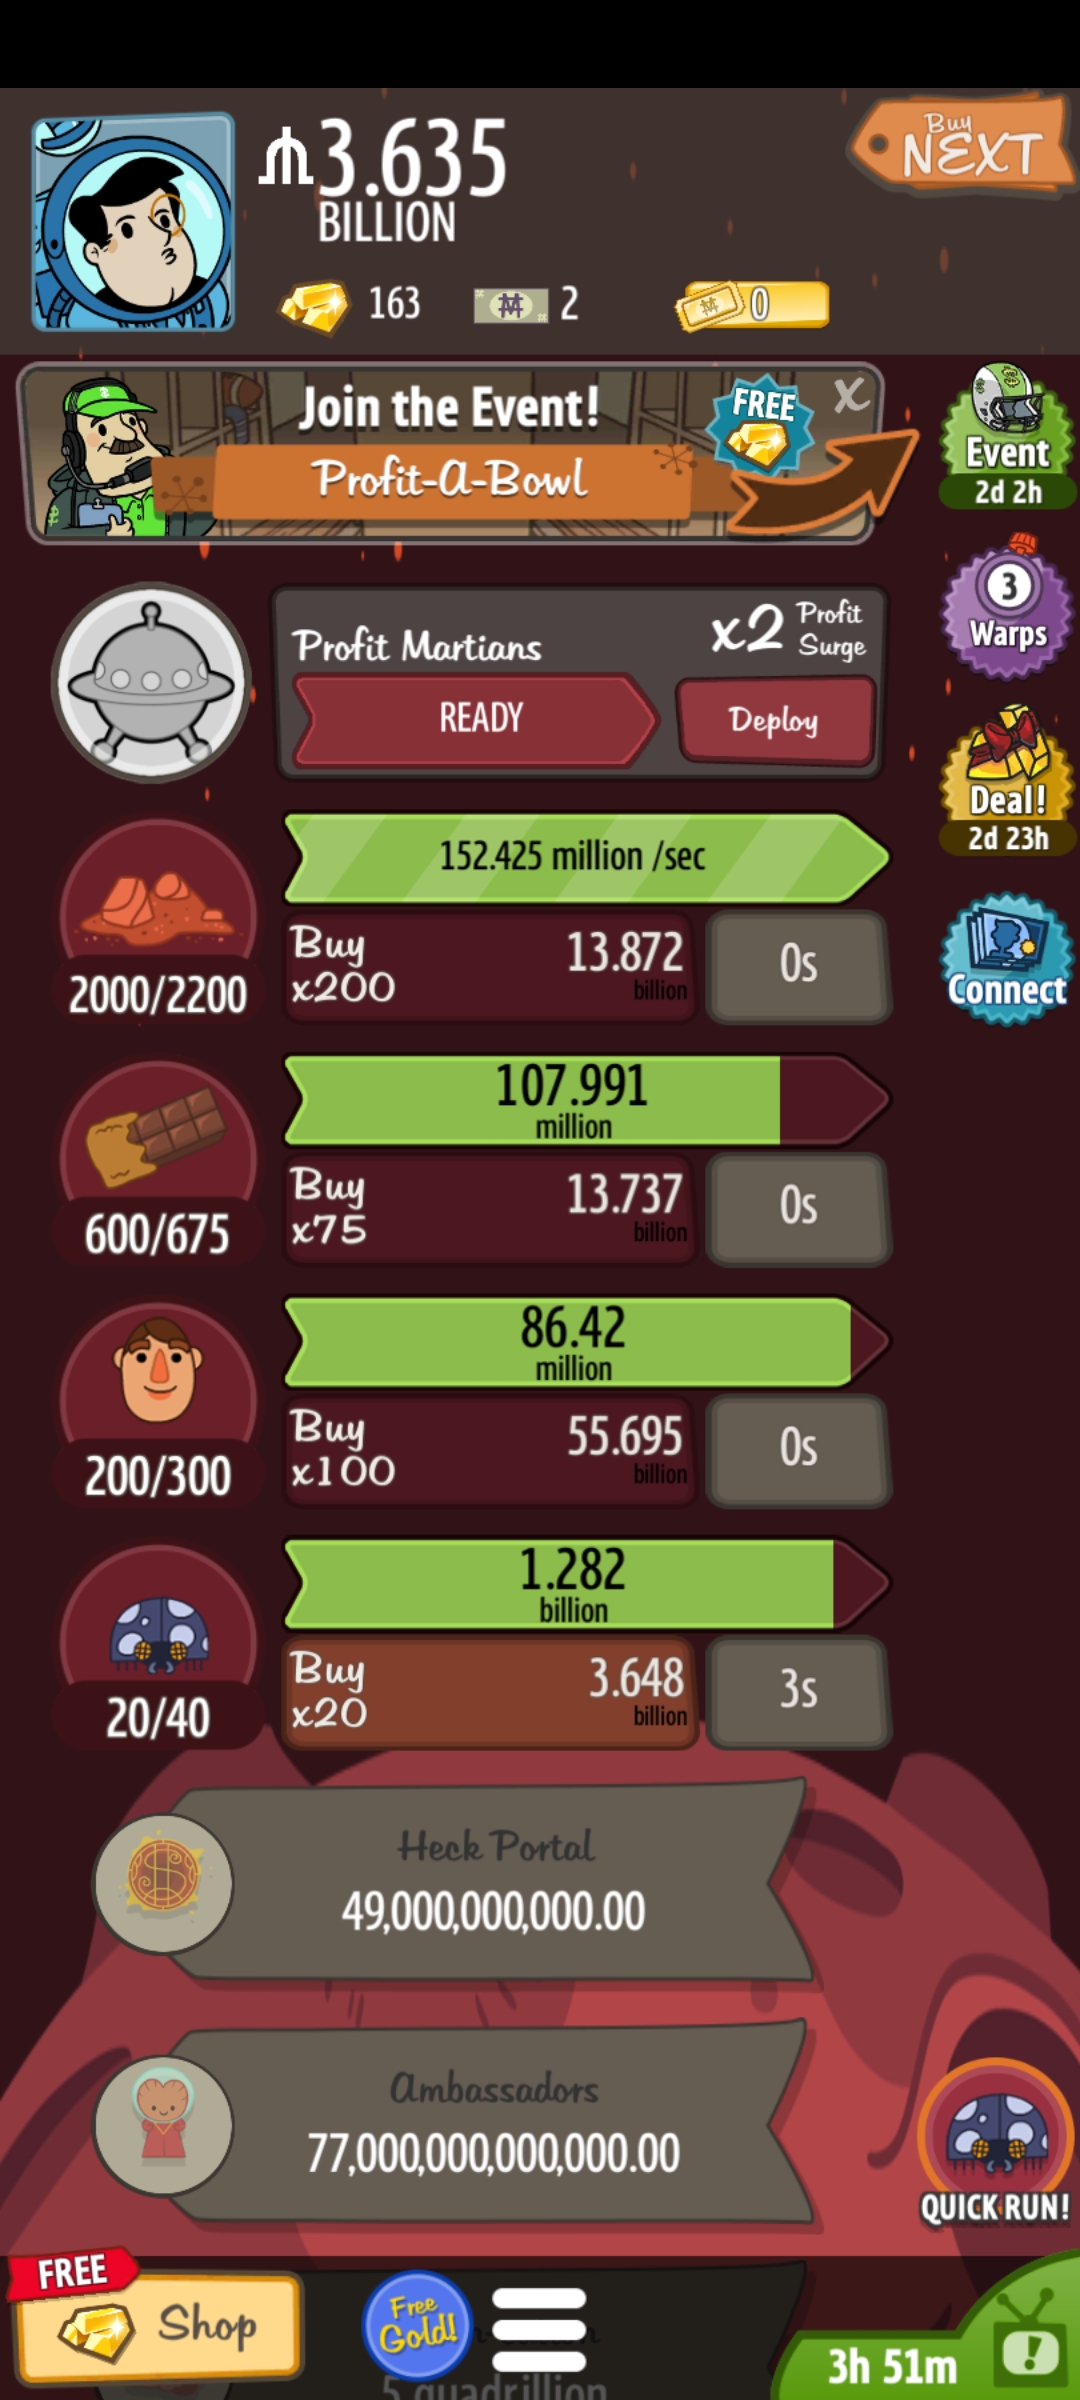 3.635
BILLION
Buy
NEXT
163
2
0
Join the Event!
FREE
X
Profit-A-Bowl
Event
2d 2h
3
Warps
Profit Martians
x2 Profit
Surge
READY
Deploy
Deal!
2d 23h
152.425 million /sec
Buy
x200
13.872
billion
0s
2000/2200
Connect
107.991
million
Buy
x75
13.737
billion
0s
600/675
86.42
million
Buy
x100
55.695
billion
0s
200/300
1.282
billion
Buy
x20
3.648
billion
3s
20/40
Heck Portal
49,000,000,000.00
Ambassadors
77,000,000,000,000.00
QUICK RUN!
FREE
Shop
Free
Gold!
3h 51m
5 quadrillion